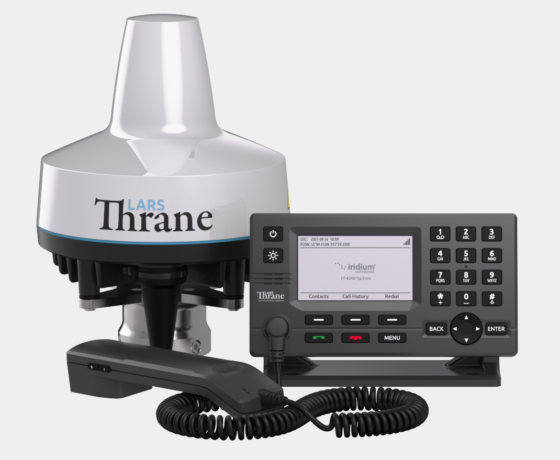 LARS
Thrane
iridium
Contacts Call History Redial
LARS
Thrane
1
2 ABC
3 DEF
4 GHI
5 JKL
6 MNO
7 PQRS
8 TUV
9 WXYZ
*
+
0
#
MENU
BACK
ENTER